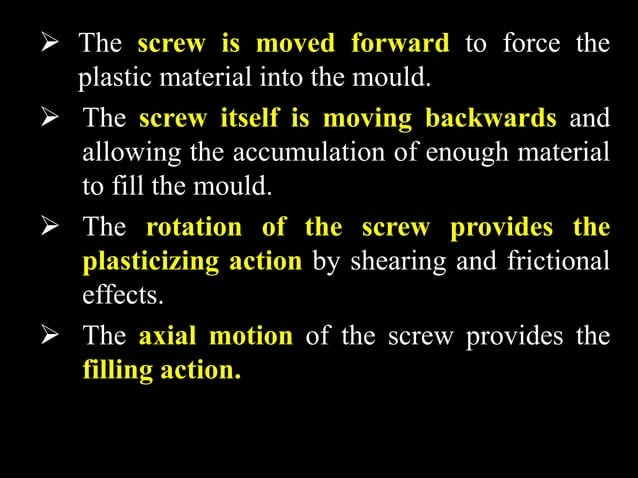 ➢ The screw is moved forward to force the
plastic material into the mould.
➢ The screw itself is moving backwards and
allowing the accumulation of enough material
to fill the mould.
➢ The rotation of the screw provides the
plasticizing action by shearing and frictional
effects.
➢ The axial motion of the screw provides the
filling action.